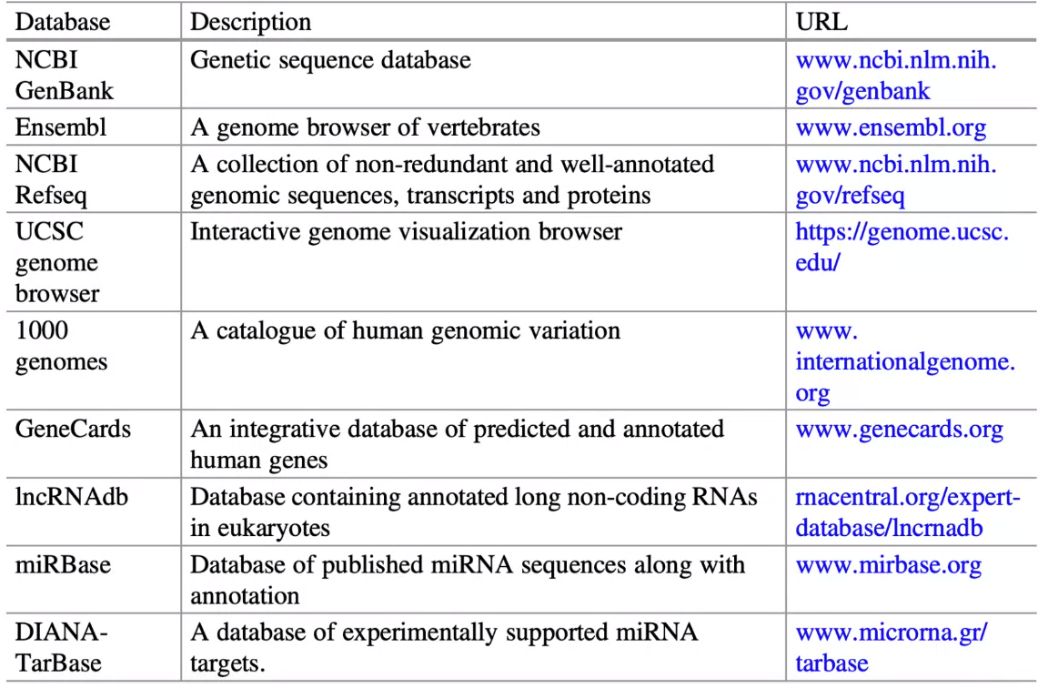 Database Description URL
NCBI Genetic sequence database www.ncbi.nlm.nih.
GenBank gov/genbank
Ensembl A genome browser of vertebrates www.ensembl.org
NCBI A collection of non-redundant and well-annotated www.ncbi.nlm.nih.
Refseq genomic sequences, transcripts and proteins gov/refseq
UCSC Interactive genome visualization browser https://genome.ucsc.
genome edu/
browser
1000 A catalogue of human genomic variation www.
genomes internationalgenome.
org
GeneCards An integrative database of predicted and annotated www.genecards.org
human genes
lncRNAdb Database containing annotated long non-coding RNAs rnacentral.org/expert-
in eukaryotes database/lncrnadb
miRBase Database of published miRNA sequences along with www.mirbase.org
annotation
DIANA- A database of experimentally supported miRNA www.microrna.gr/
TarBase targets. tarbase